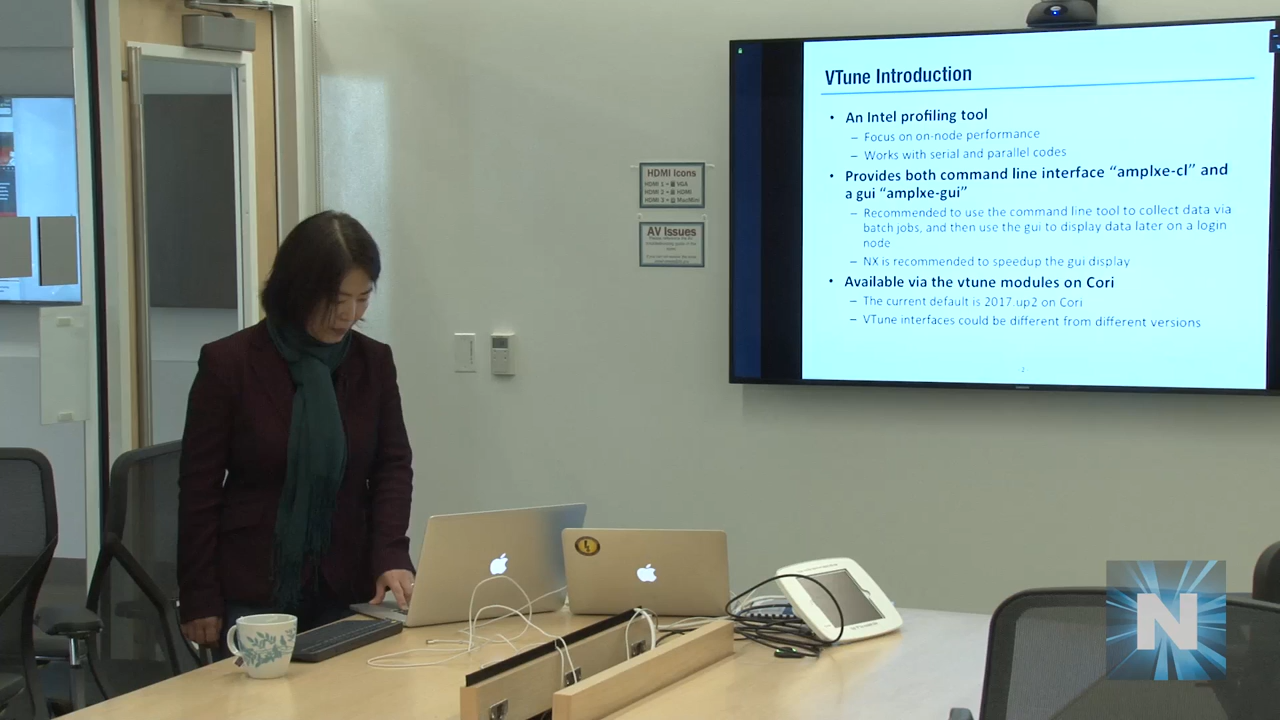 VTune Introduction
• An Intel profiling tool
– Focus on on-node performance
– Works with serial and parallel codes
• Provides both command line interface “amplxe-cl” and
a gui “amplxe-gui”
– Recommended to use the command line tool to collect data via
batch jobs, and then use the gui to display data later on a login
node
– NX is recommended to speedup the gui display
• Available via the vtune modules on Cori
– The current default is 2017.up2 on Cori
– VTune interfaces could be different from different versions
2
HDMI Icons
HDMI 1 = VGA
HDMI 2 = HDMI
HDMI 3 = MacMini
AV Issues
N